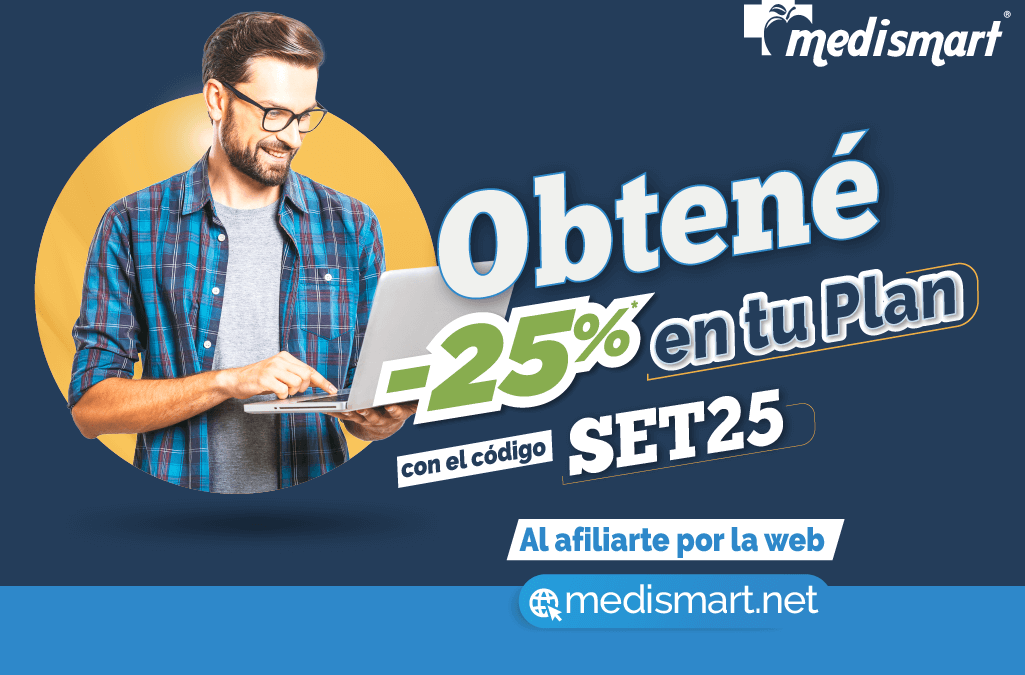 medismart®
Obtené
-25%* en tu Plan
con el código SET25
Al afiliarte por la web
medismart.net